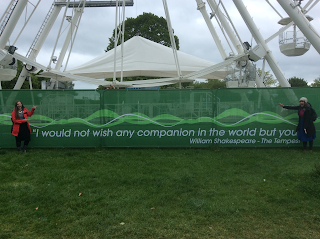 "I would not wish any companion in the world but you
William Shakespeare - The Tempest